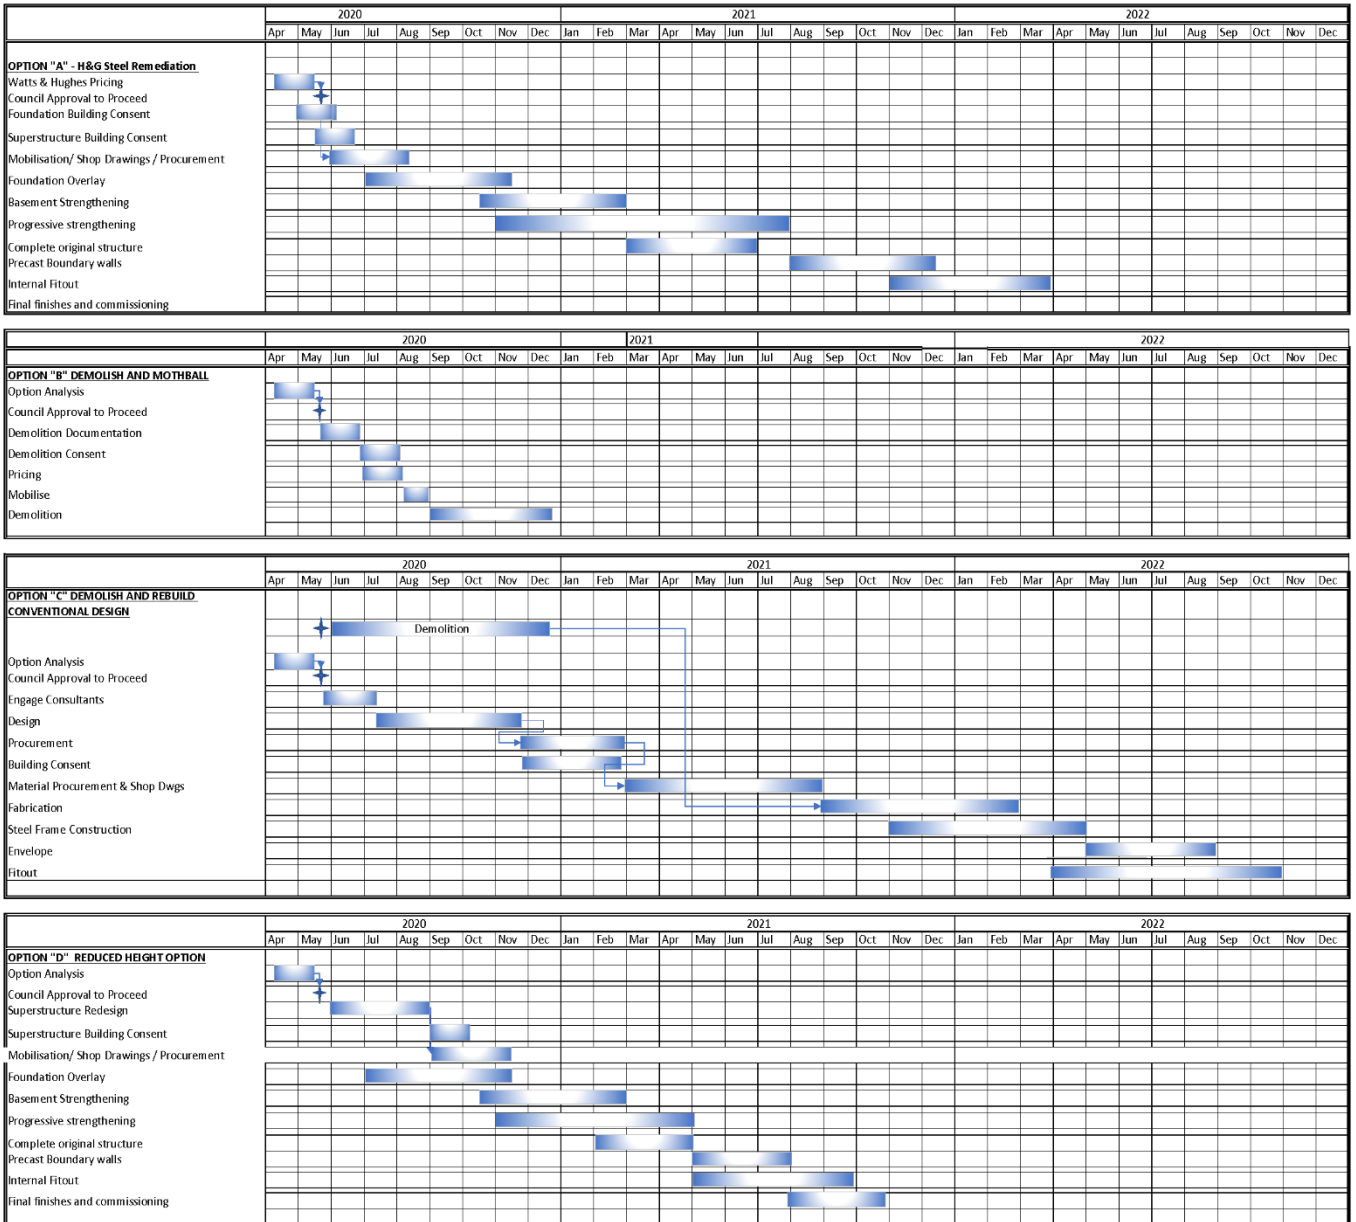 2020 2021 2022
Apr May Jun Jul Aug Sep Oct Nov Dec Jan Feb Mar Apr May Jun Jul Aug Sep Oct Nov Dec Jan Feb Mar Apr May Jun Jul Aug Sep Oct Nov Dec
OPTION "A" - H&G Steel Remediation
Watts & Hughes Pricing
Council Approval to Proceed
Foundation Building Consent
Superstructure Building Consent
Mobilisation/ Shop Drawings / Procurement
Foundation Overlay
Basement Strengthening
Progressive strengthening
Complete original structure
Precast Boundary walls
Internal Fitout
Final finishes and commissioning
2020 2021 2022
Apr May Jun Jul Aug Sep Oct Nov Dec Jan Feb Mar Apr May Jun Jul Aug Sep Oct Nov Dec Jan Feb Mar Apr May Jun Jul Aug Sep Oct Nov Dec
OPTION "B" DEMOLISH AND MOTHBALL
Option Analysis
Council Approval to Proceed
Demolition Documentation
Demolition Consent
Pricing
Mobilise
Demolition
2020 2021 2022
Apr May Jun Jul Aug Sep Oct Nov Dec Jan Feb Mar Apr May Jun Jul Aug Sep Oct Nov Dec Jan Feb Mar Apr May Jun Jul Aug Sep Oct Nov Dec
OPTION "C" DEMOLISH AND REBUILD
CONVENTIONAL DESIGN
Demolition
Option Analysis
Council Approval to Proceed
Engage Consultants
Design
Procurement
Building Consent
Material Procurement & Shop Dwgs
Fabrication
Steel Frame Construction
Envelope
Fitout
2020 2021 2022
Apr May Jun Jul Aug Sep Oct Nov Dec Jan Feb Mar Apr May Jun Jul Aug Sep Oct Nov Dec Jan Feb Mar Apr May Jun Jul Aug Sep Oct Nov Dec
OPTION "D" REDUCED HEIGHT OPTION
Option Analysis
Council Approval to Proceed
Superstructure Redesign
Superstructure Building Consent
Mobilisation/ Shop Drawings / Procurement
Foundation Overlay
Basement Strengthening
Progressive strengthening
Complete original structure
Precast Boundary walls
Internal Fitout
Final finishes and commissioning